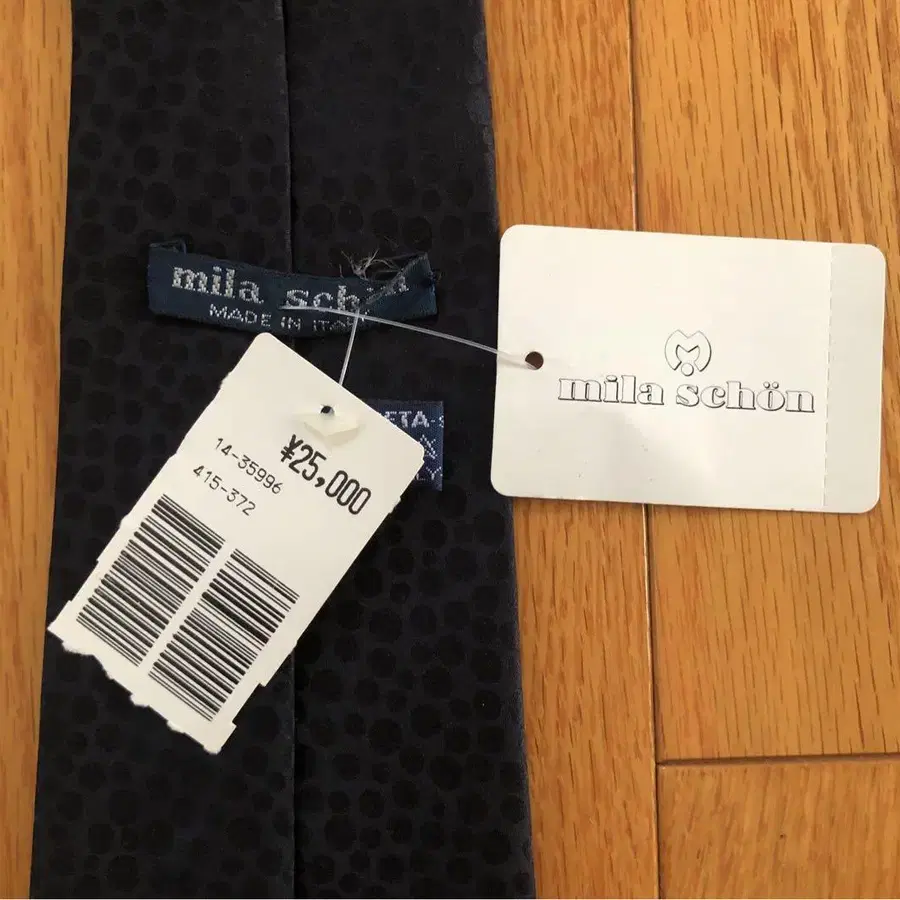 mila schön
MADE IN ITALY
¥25,000
14-35996
415-372
mila schön